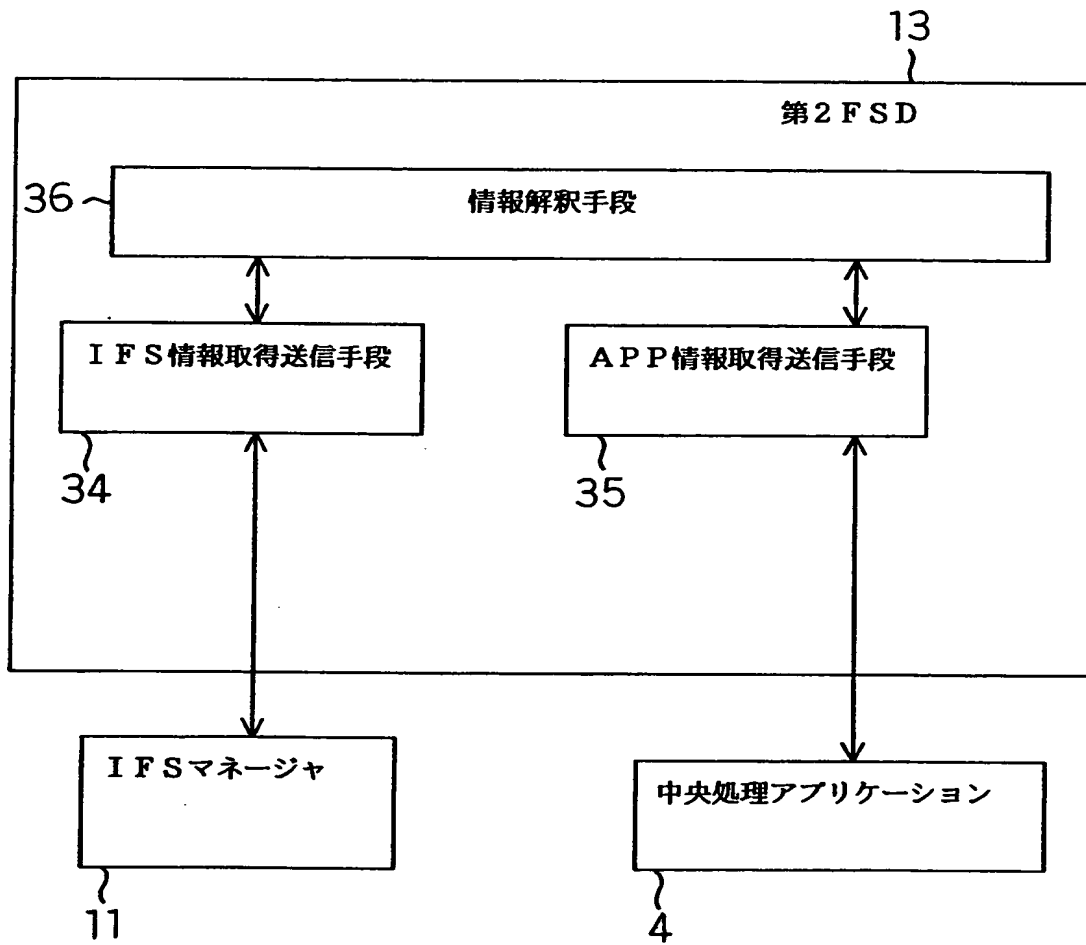 13
第２ＦＳＤ
36
情報解釈手段
ＩＦＳ情報取得送信手段
ＡＰＰ情報取得送信手段
34
35
ＩＦＳマネージャ
中央処理アプリケーション
11
4